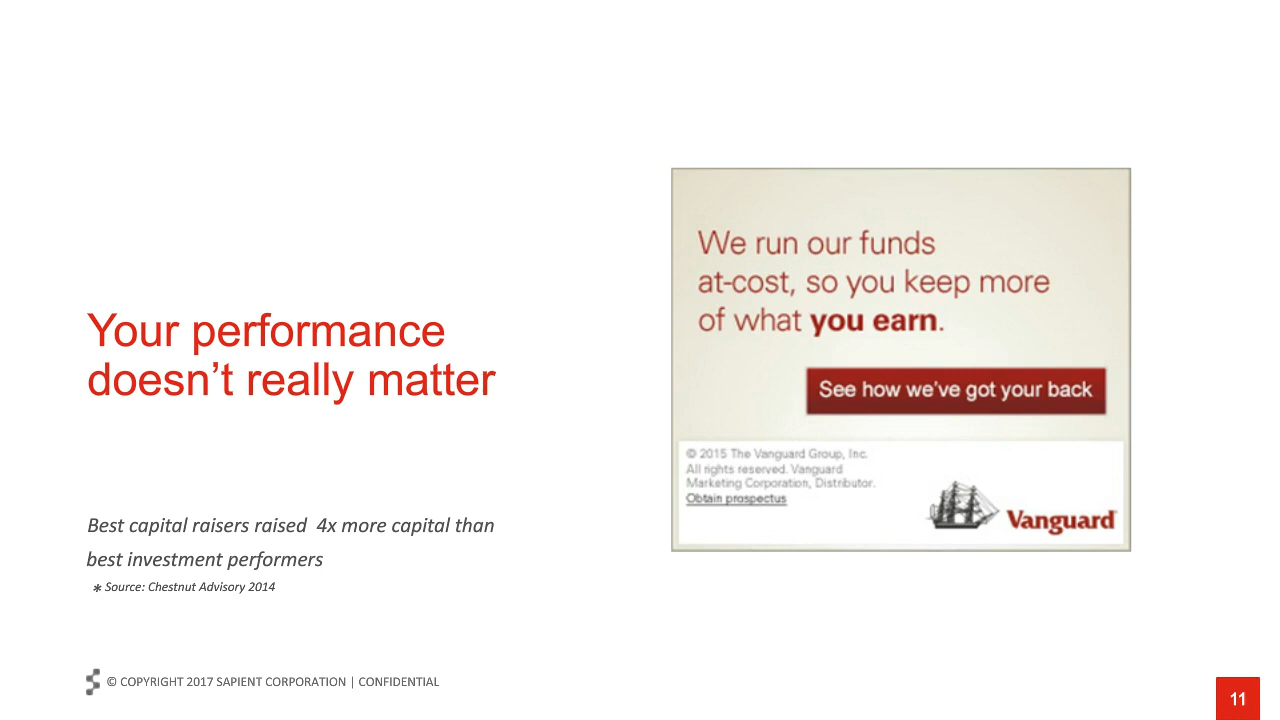 Your performance
doesn't really matter
Best capital raisers raised 4x more capital than
best investment performers
* Source: Chestnut Advisory 2014
We run our funds
at-cost, so you keep more
of what you earn.
See how we've got your back
© 2015 The Vanguard Group, Inc.
All rights reserved. Vanguard
Marketing Corporation, Distributor.
Obtain prospectus
Vanguard
© COPYRIGHT 2017 SAPIENT CORPORATION | CONFIDENTIAL
11